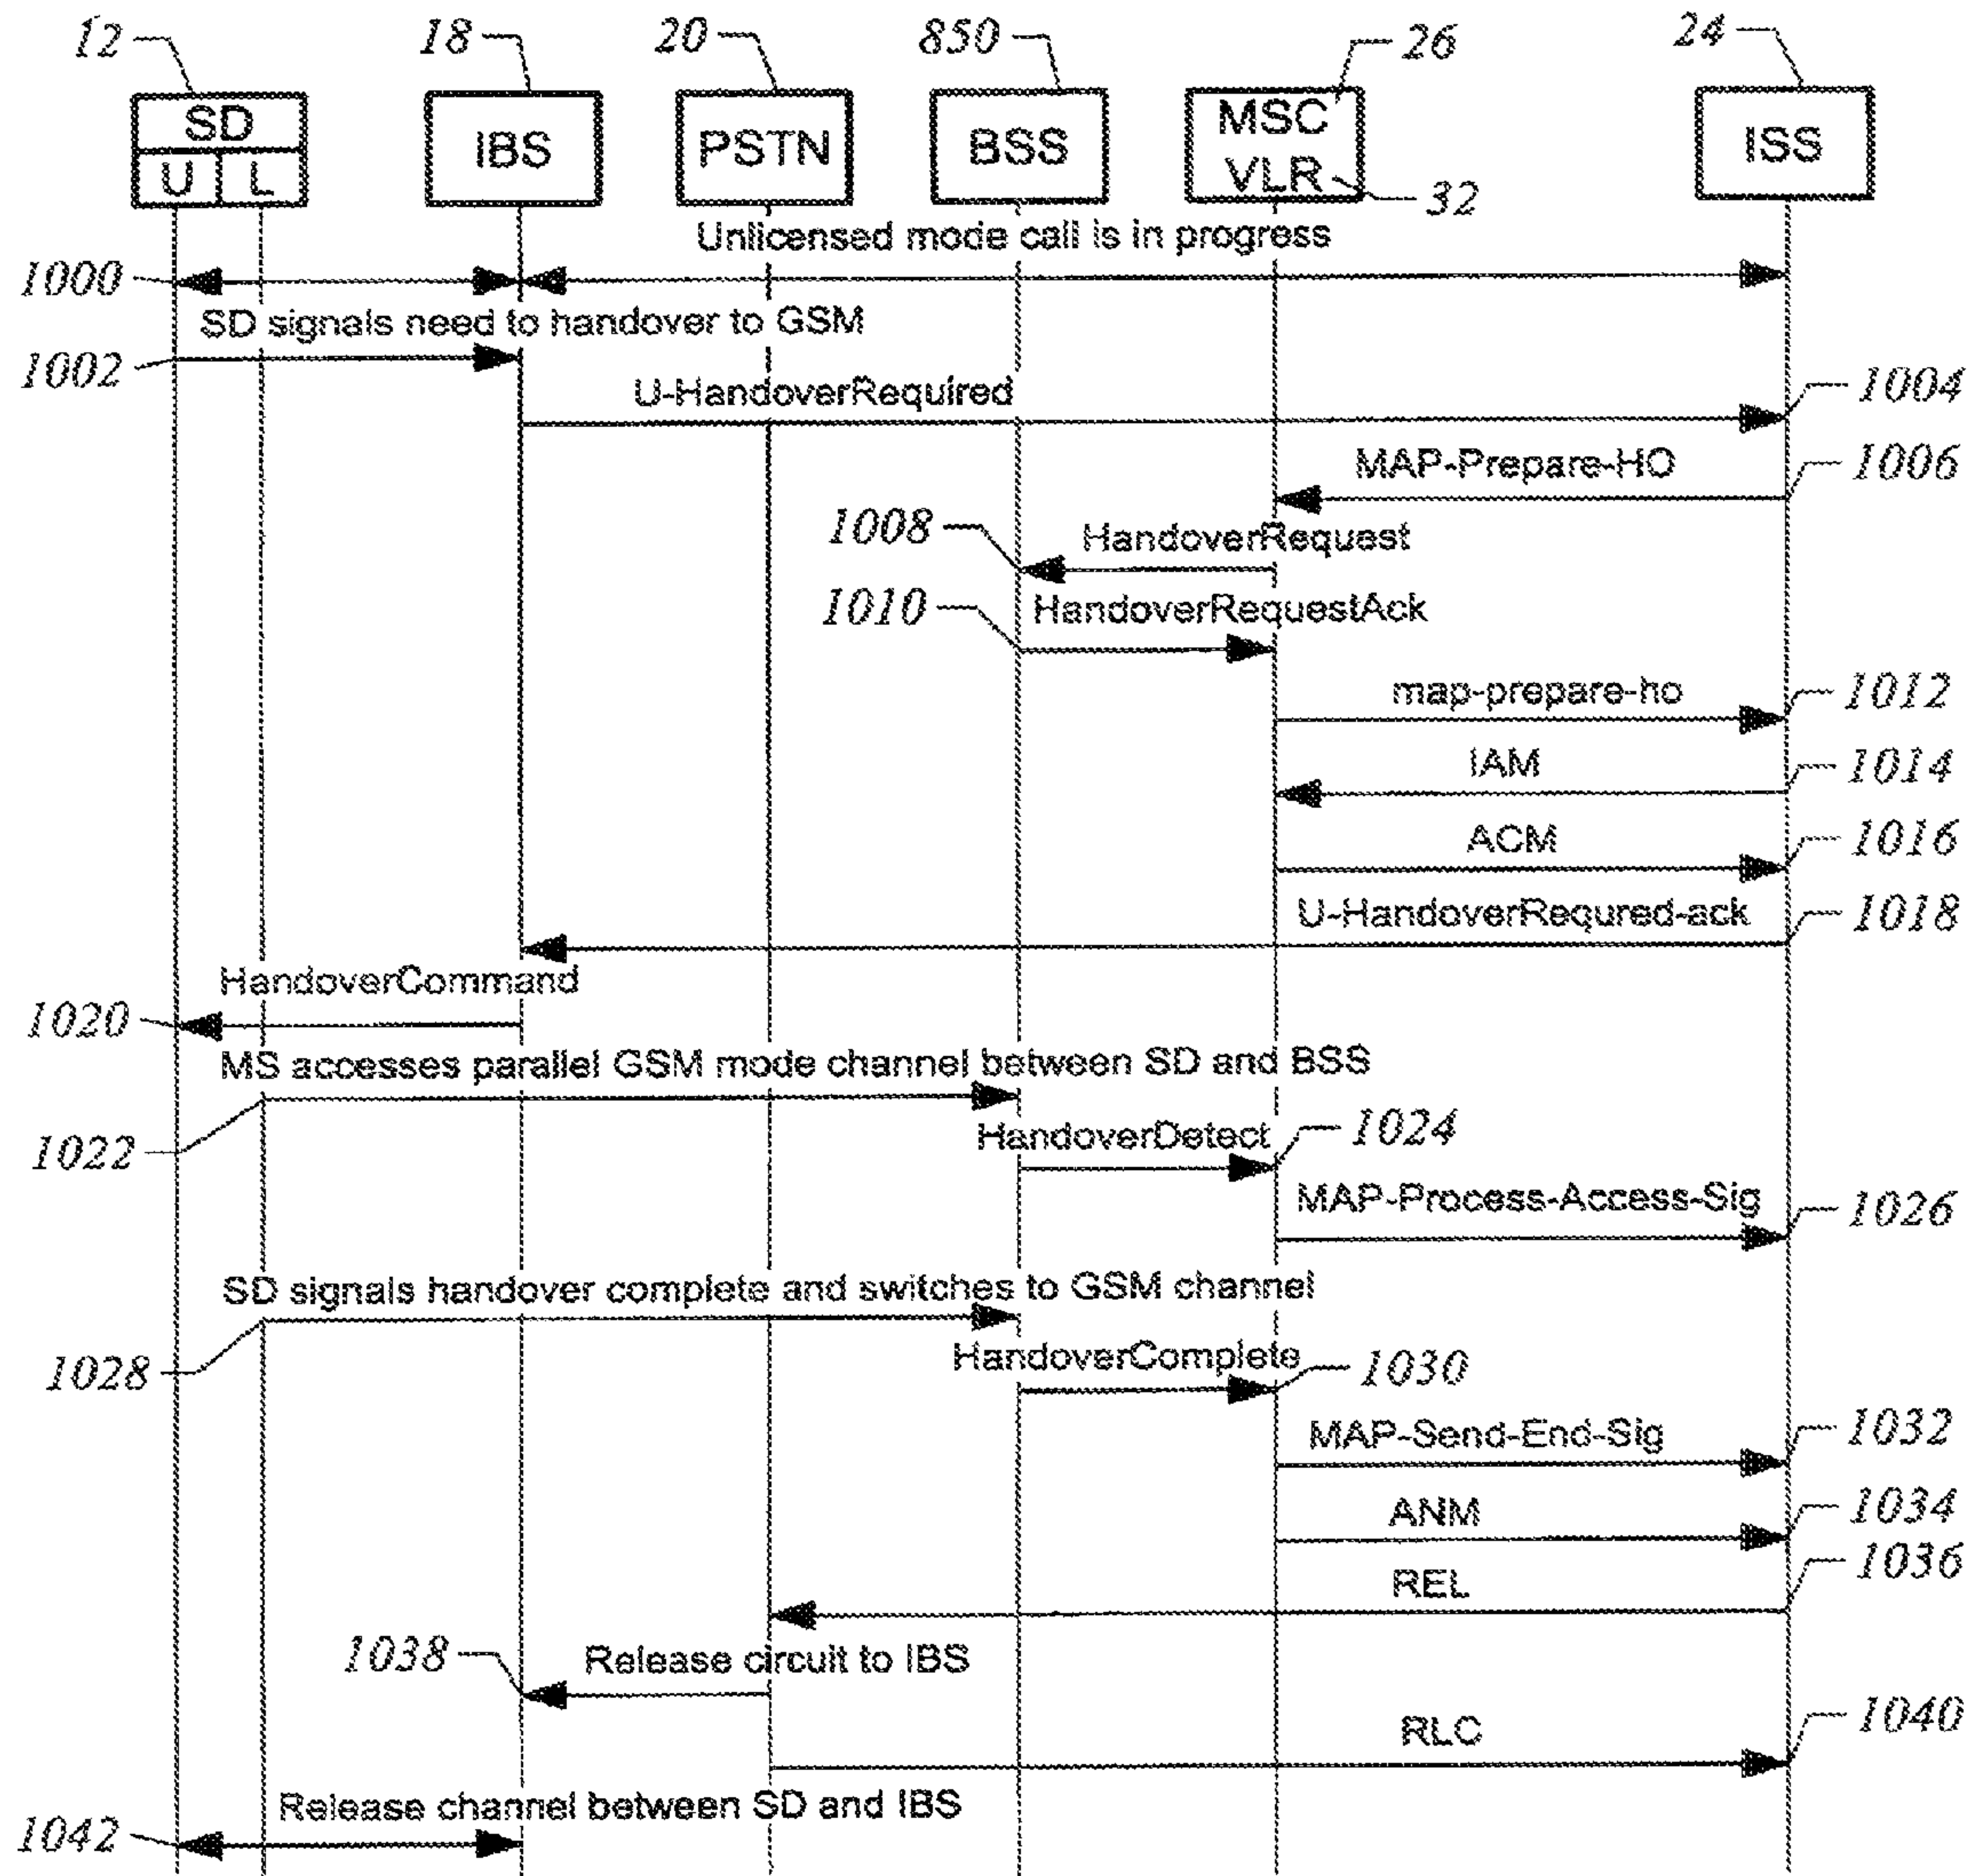 12 18 20 850 26 24
SD
U L
IBS
PSTN
BSS
MSC
VLR
32
ISS
Unlicensed mode call is in progress
1000
SD signals need to handover to GSM
1002
U-HandoverRequired
1004
MAP-Prepare-HO
1006
1008
HandoverRequest
1010
HandoverRequestAck
map-prepare-ho
1012
IAM
1014
ACM
1016
U-HandoverRequred-ack
1018
HandoverCommand
1020
MS accesses parallel GSM mode channel between SD and BSS
1022
HandoverDetect
1024
MAP-Process-Access-Sig
1026
SD signals handover complete and switches to GSM channel
1028
HandoverComplete
1030
MAP-Send-End-Sig
1032
ANM
1034
REL
1036
1038
Release circuit to IBS
RLC
1040
Release channel between SD and IBS
1042